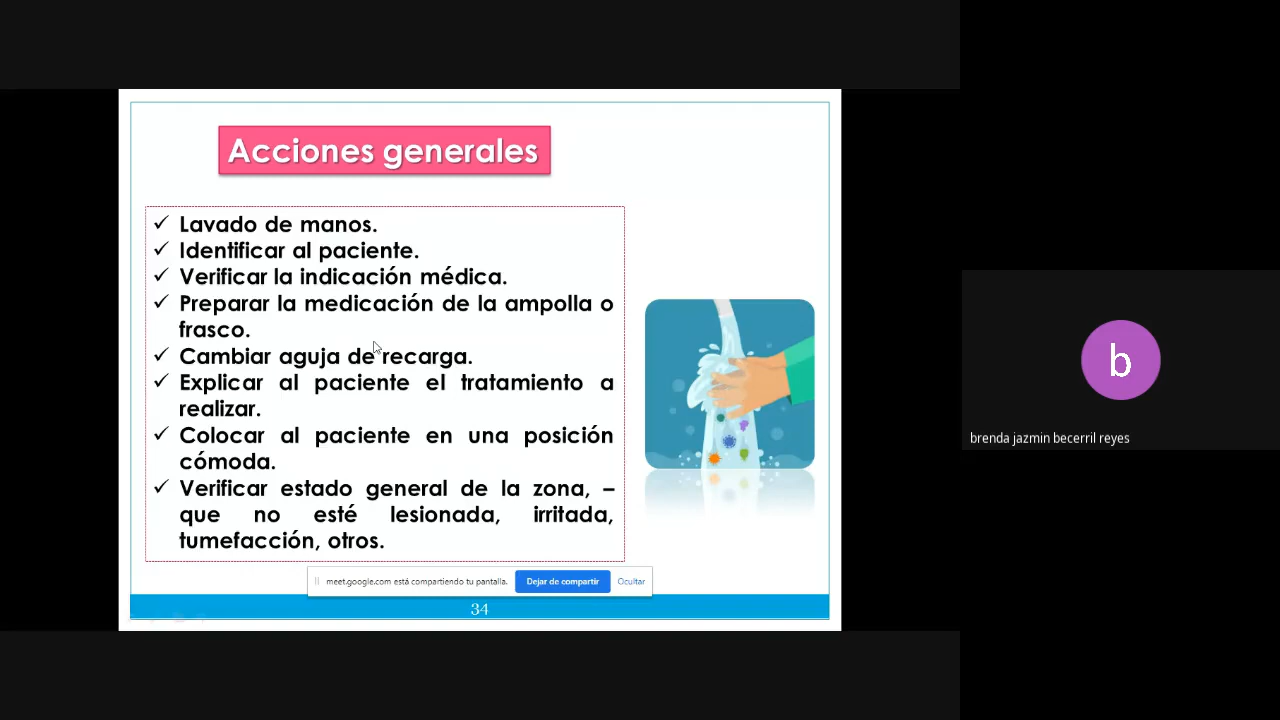 Acciones generales
✓ Lavado de manos.
✓ Identificar al paciente.
✓ Verificar la indicación médica.
✓ Preparar la medicación de la ampolla o
frasco.
✓ Cambiar aguja de recarga.
✓ Explicar al paciente el tratamiento a
realizar.
✓ Colocar al paciente en una posición
cómoda.
✓ Verificar estado general de la zona, –
que no esté lesionada, irritada,
tumefacción, otros.
meet.google.com está compartiendo tu pantalla. Dejar de compartir Ocultar
34
b
brenda jazmin becerril reyes